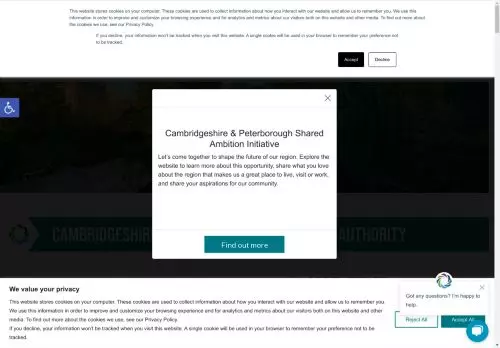 This website stores cookies on your computer. These cookies are used to collect information about how you interact with our website and allow us to remember you. We use this
information in order to improve and customize your browsing experience and for analytics and metrics about our visitors both on this website and other media. To find out more about
the cookies we use, see our Privacy Policy.
If you decline, your information won't be tracked when you visit this website. A single cookie will be used in your browser to remember your preference not
to be tracked.
Accept
Decline
Cambridgeshire & Peterborough Shared
Ambition Initiative
Let's come together to shape the future of our region. Explore the
website to learn more about this opportunity, share what you love
about the region that makes us a great place to live, visit or work,
and share your aspirations for our community.
Find out more
CAMBRIDGESHIRE
AUTHORITY
We value your privacy
This website stores cookies on your computer. These cookies are used to collect information about how you interact with our website and allow us to remember you.
We use this information in order to improve and customize your browsing experience and for analytics and metrics about our visitors both on this website and other
media. To find out more about the cookies we use, see our Privacy Policy.
If you decline, your information won't be tracked when you visit this website. A single cookie will be used in your browser to remember your preference not to be
tracked.
Got any questions? I'm happy to
help.
Reject All
Accept All